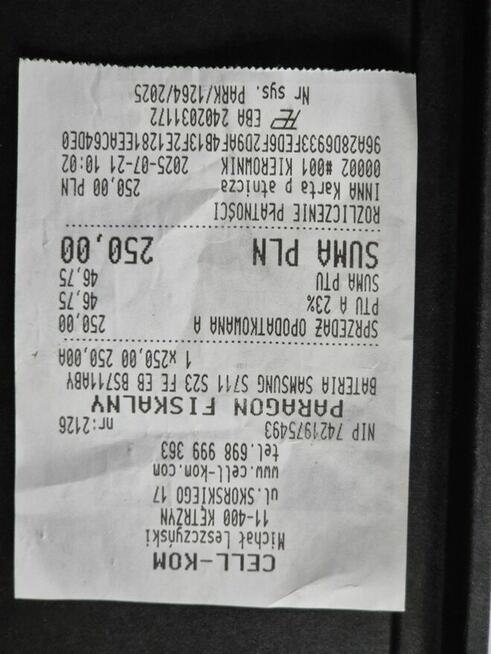 CELL-KOM
Michał Leszczyński
11-400 KĘTRZYN
ul. SKORSKIEGO 17
www.cell-kon.com
tel. 698 999 363
NIP 7421975493 nr:2126
PARAGON FISKALNY
BATERIA SAMSUNG S711 S23 FE EB BS711ABY
1 x250,00 250,00A
SPRZEDAŻ OPODATKOWANA A 250,00
PTU A 23% 46,75
SUMA PTU 46,75
SUMA PLN 250,00
ROZLICZENIE PŁATNOŚCI
INNA Karta p atnicza 250,00 PLN
00002 #001 KIEROWNIK 2025-07-21 10:02
96A28D6933FED6F2D9AF4B13F2E1281EEAC64DE0
EBA 2402031172
Nr sys. PARK/1264/2025